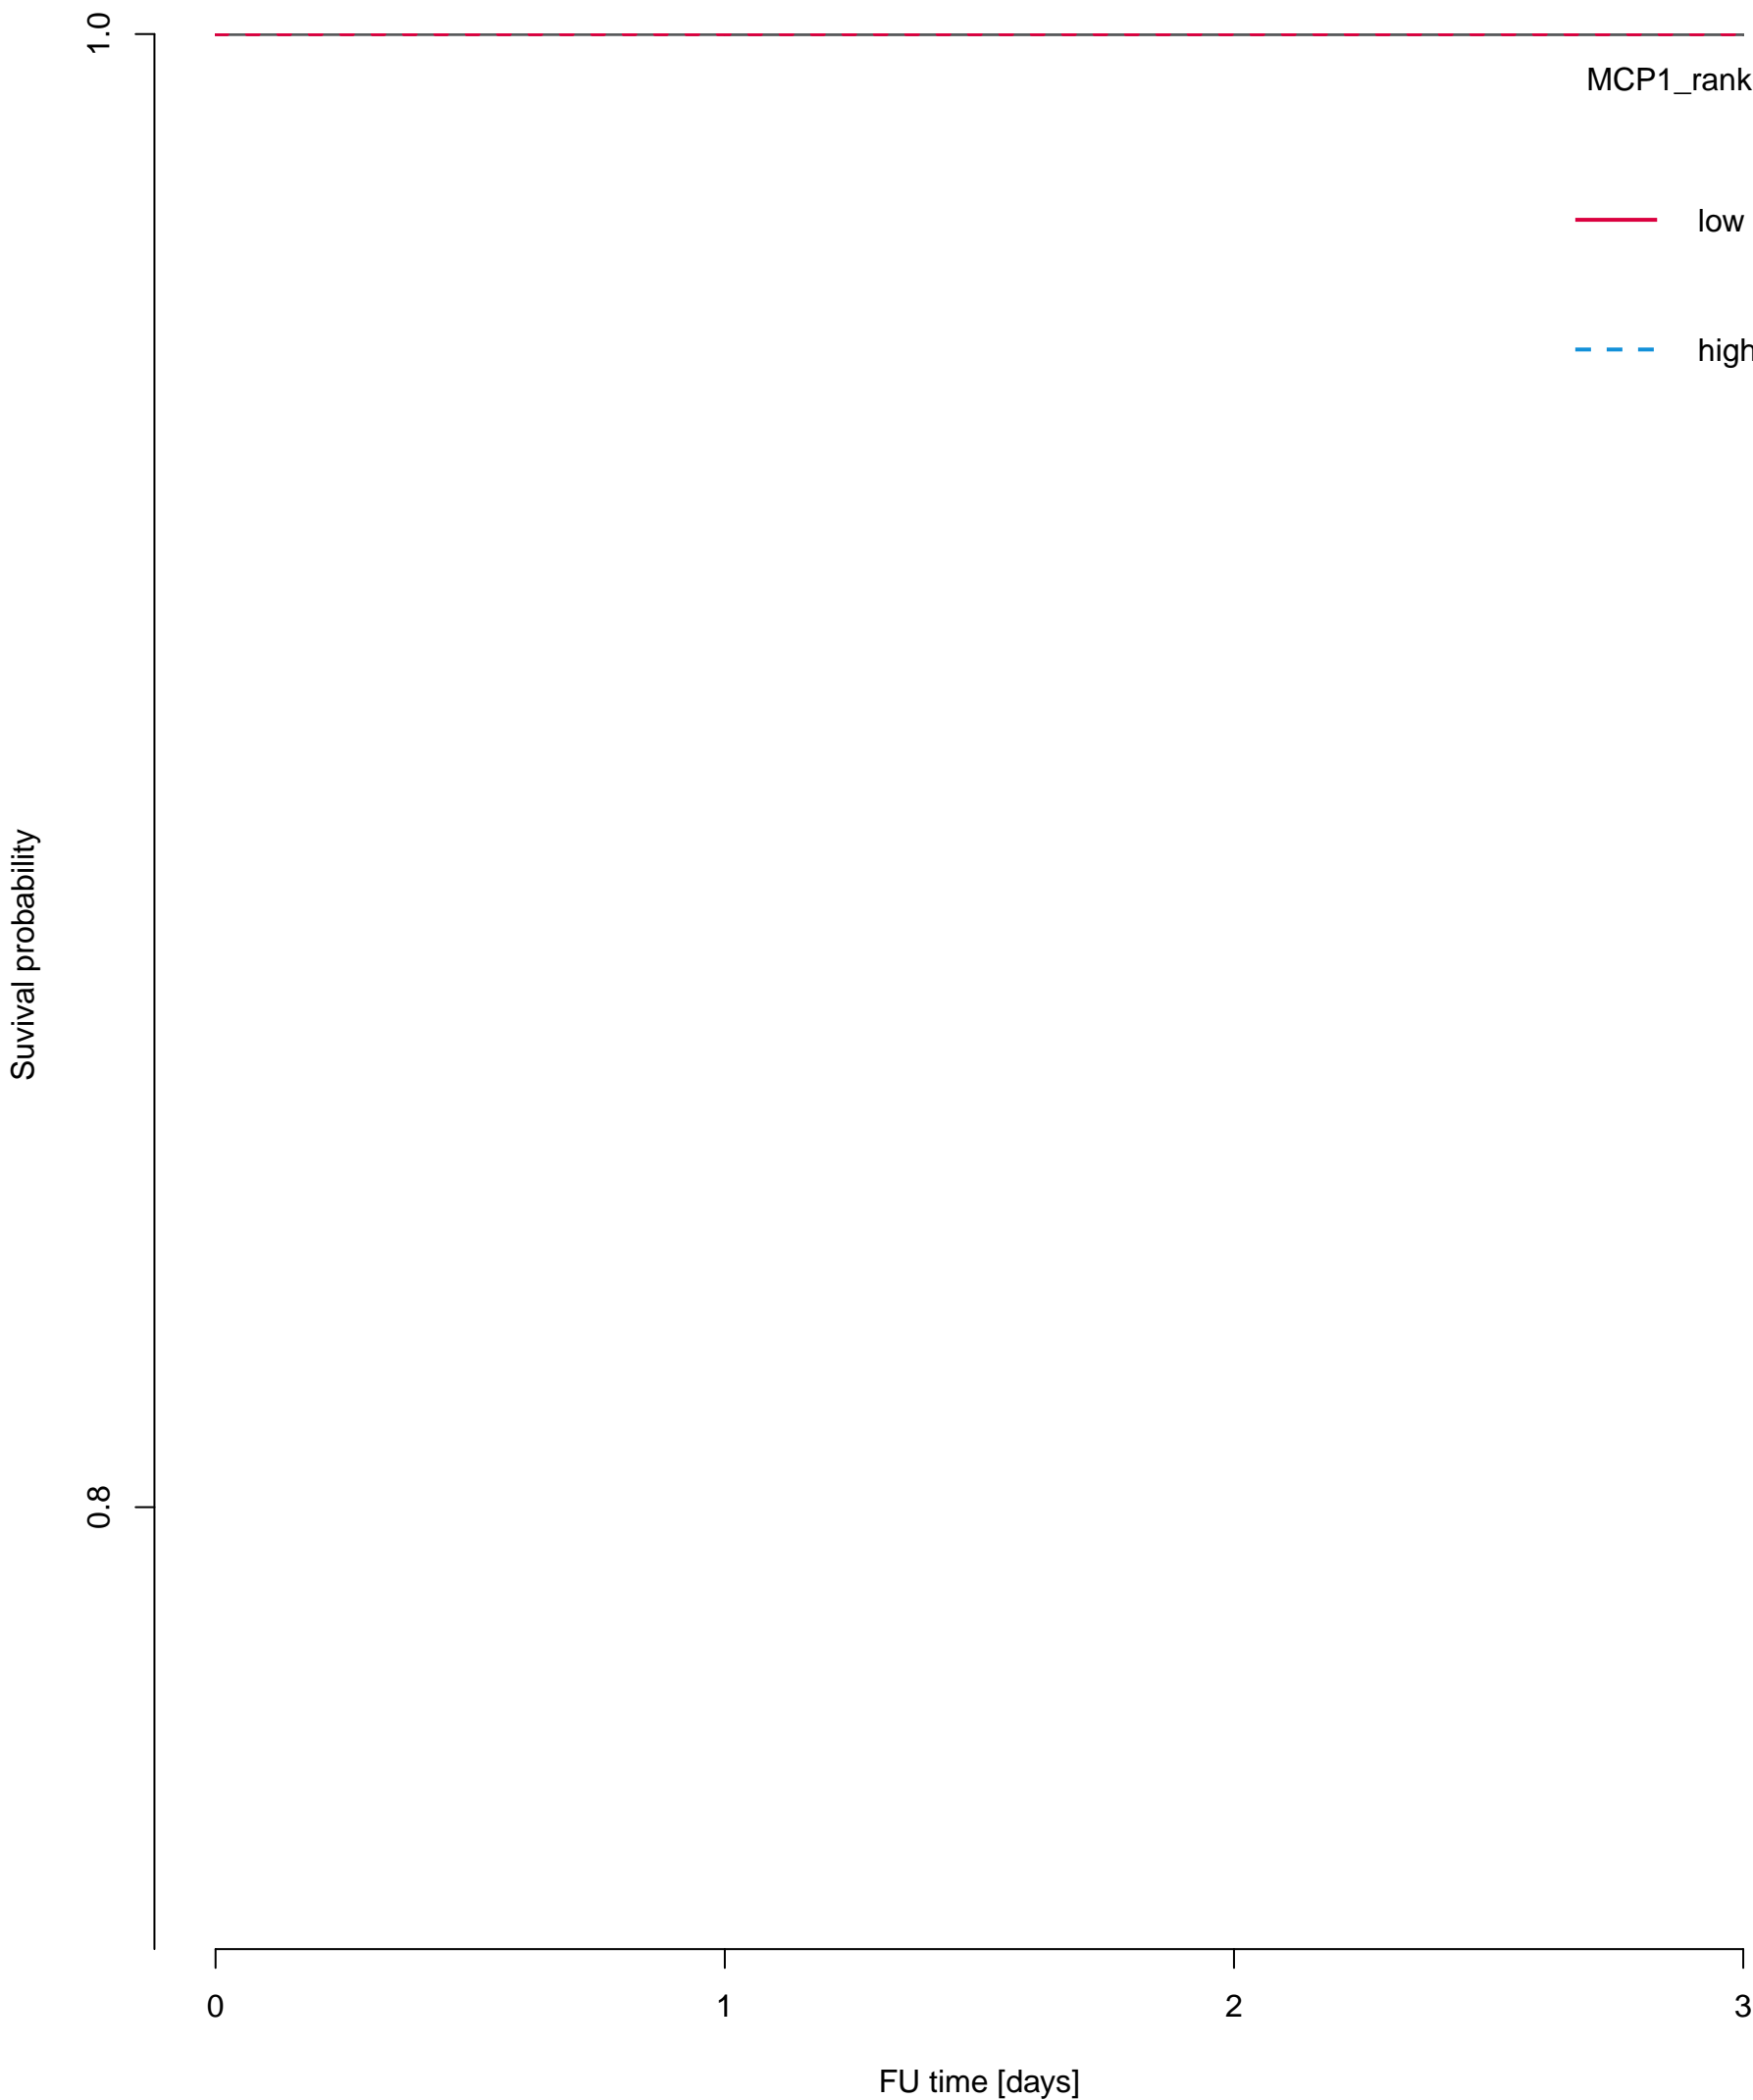 1.0
MCP1_rank
low
high
Suvival probability
0.8
0 1 2 3
FU time [days]